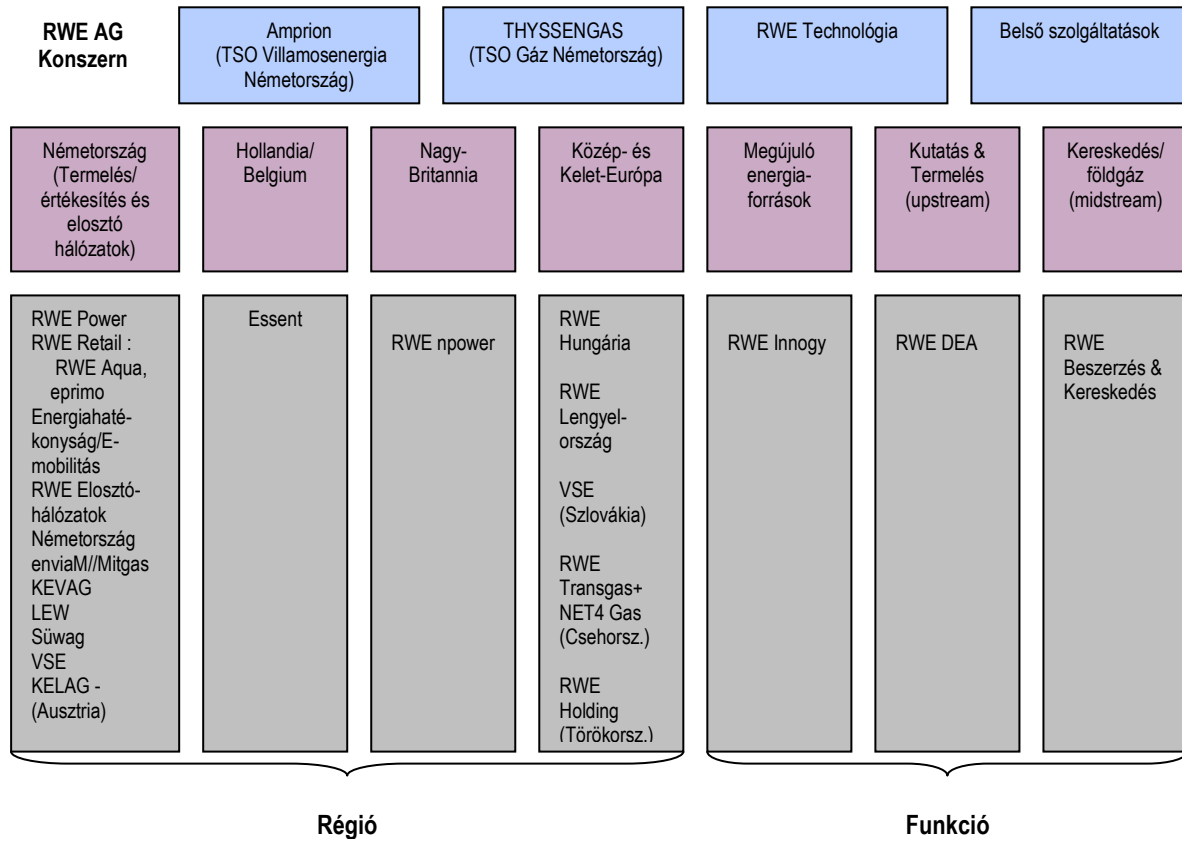 RWE AG
Konszern
Amprion
(TSO Villamosenergia
Németország)
THYSSENGAS
(TSO Gáz Németország)
RWE Technológia
Belső szolgáltatások
Németország
(Termelés/
értékesítés és
elosztó
hálózatok)
Hollandia/
Belgium
Nagy-
Britannia
Közép- és
Kelet-Európa
Megújuló
energia-
források
Kutatás &
Termelés
(upstream)
Kereskedés/
földgáz
(midstream)
RWE Power
RWE Retail :
RWE Aqua,
eprimo
Energiahaté-
konyság/E-
mobilitás
RWE Elosztó-
hálózatok
Németország
enviaM//Mitgas
KEVAG
LEW
Süwag
VSE
KELAG -
(Ausztria)
Essent
RWE npower
RWE
Hungária
RWE
Lengyel-
ország
VSE
(Szlovákia)
RWE
Transgas+
NET4 Gas
(Csehorsz.)
RWE
Holding
(Törökorsz.)
RWE Innogy
RWE DEA
RWE
Beszerzés &
Kereskedés
Régió
Funkció